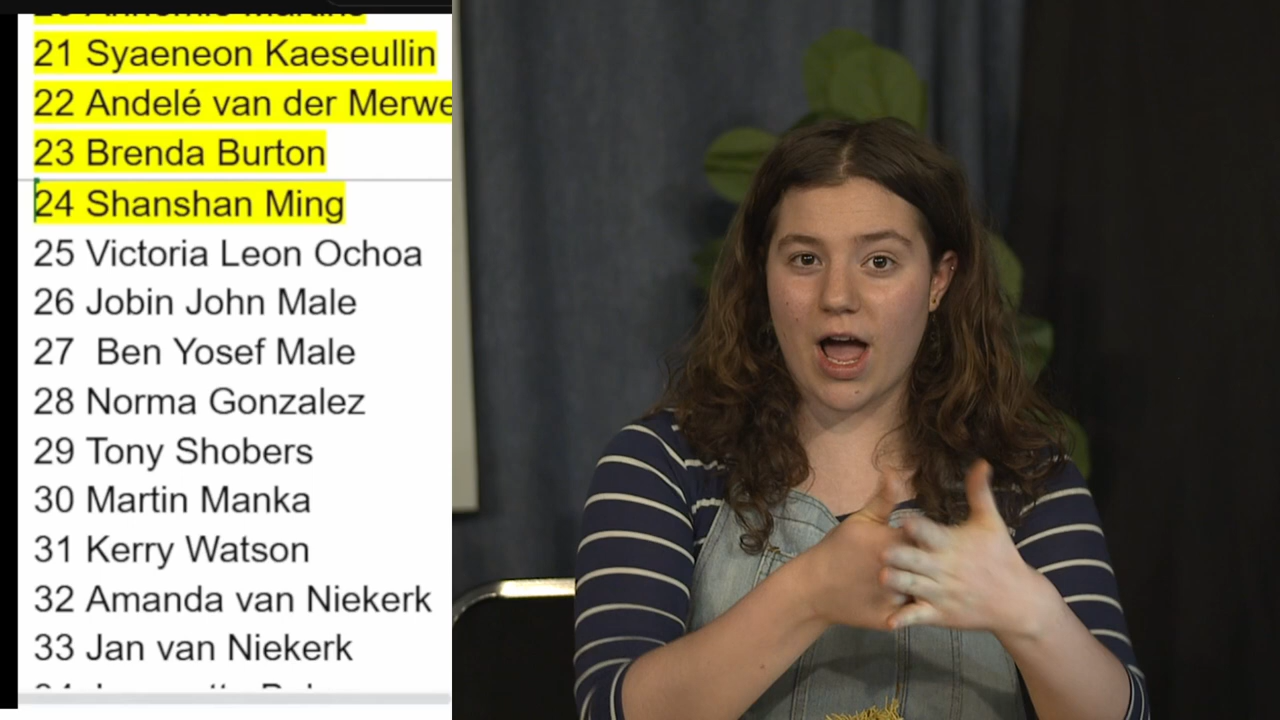 21 Syaeneon Kaeseullin
22 Andelé van der Merwe
23 Brenda Burton
24 Shanshan Ming
25 Victoria Leon Ochoa
26 Jobin John Male
27 Ben Yosef Male
28 Norma Gonzalez
29 Tony Shobers
30 Martin Manka
31 Kerry Watson
32 Amanda van Niekerk
33 Jan van Niekerk